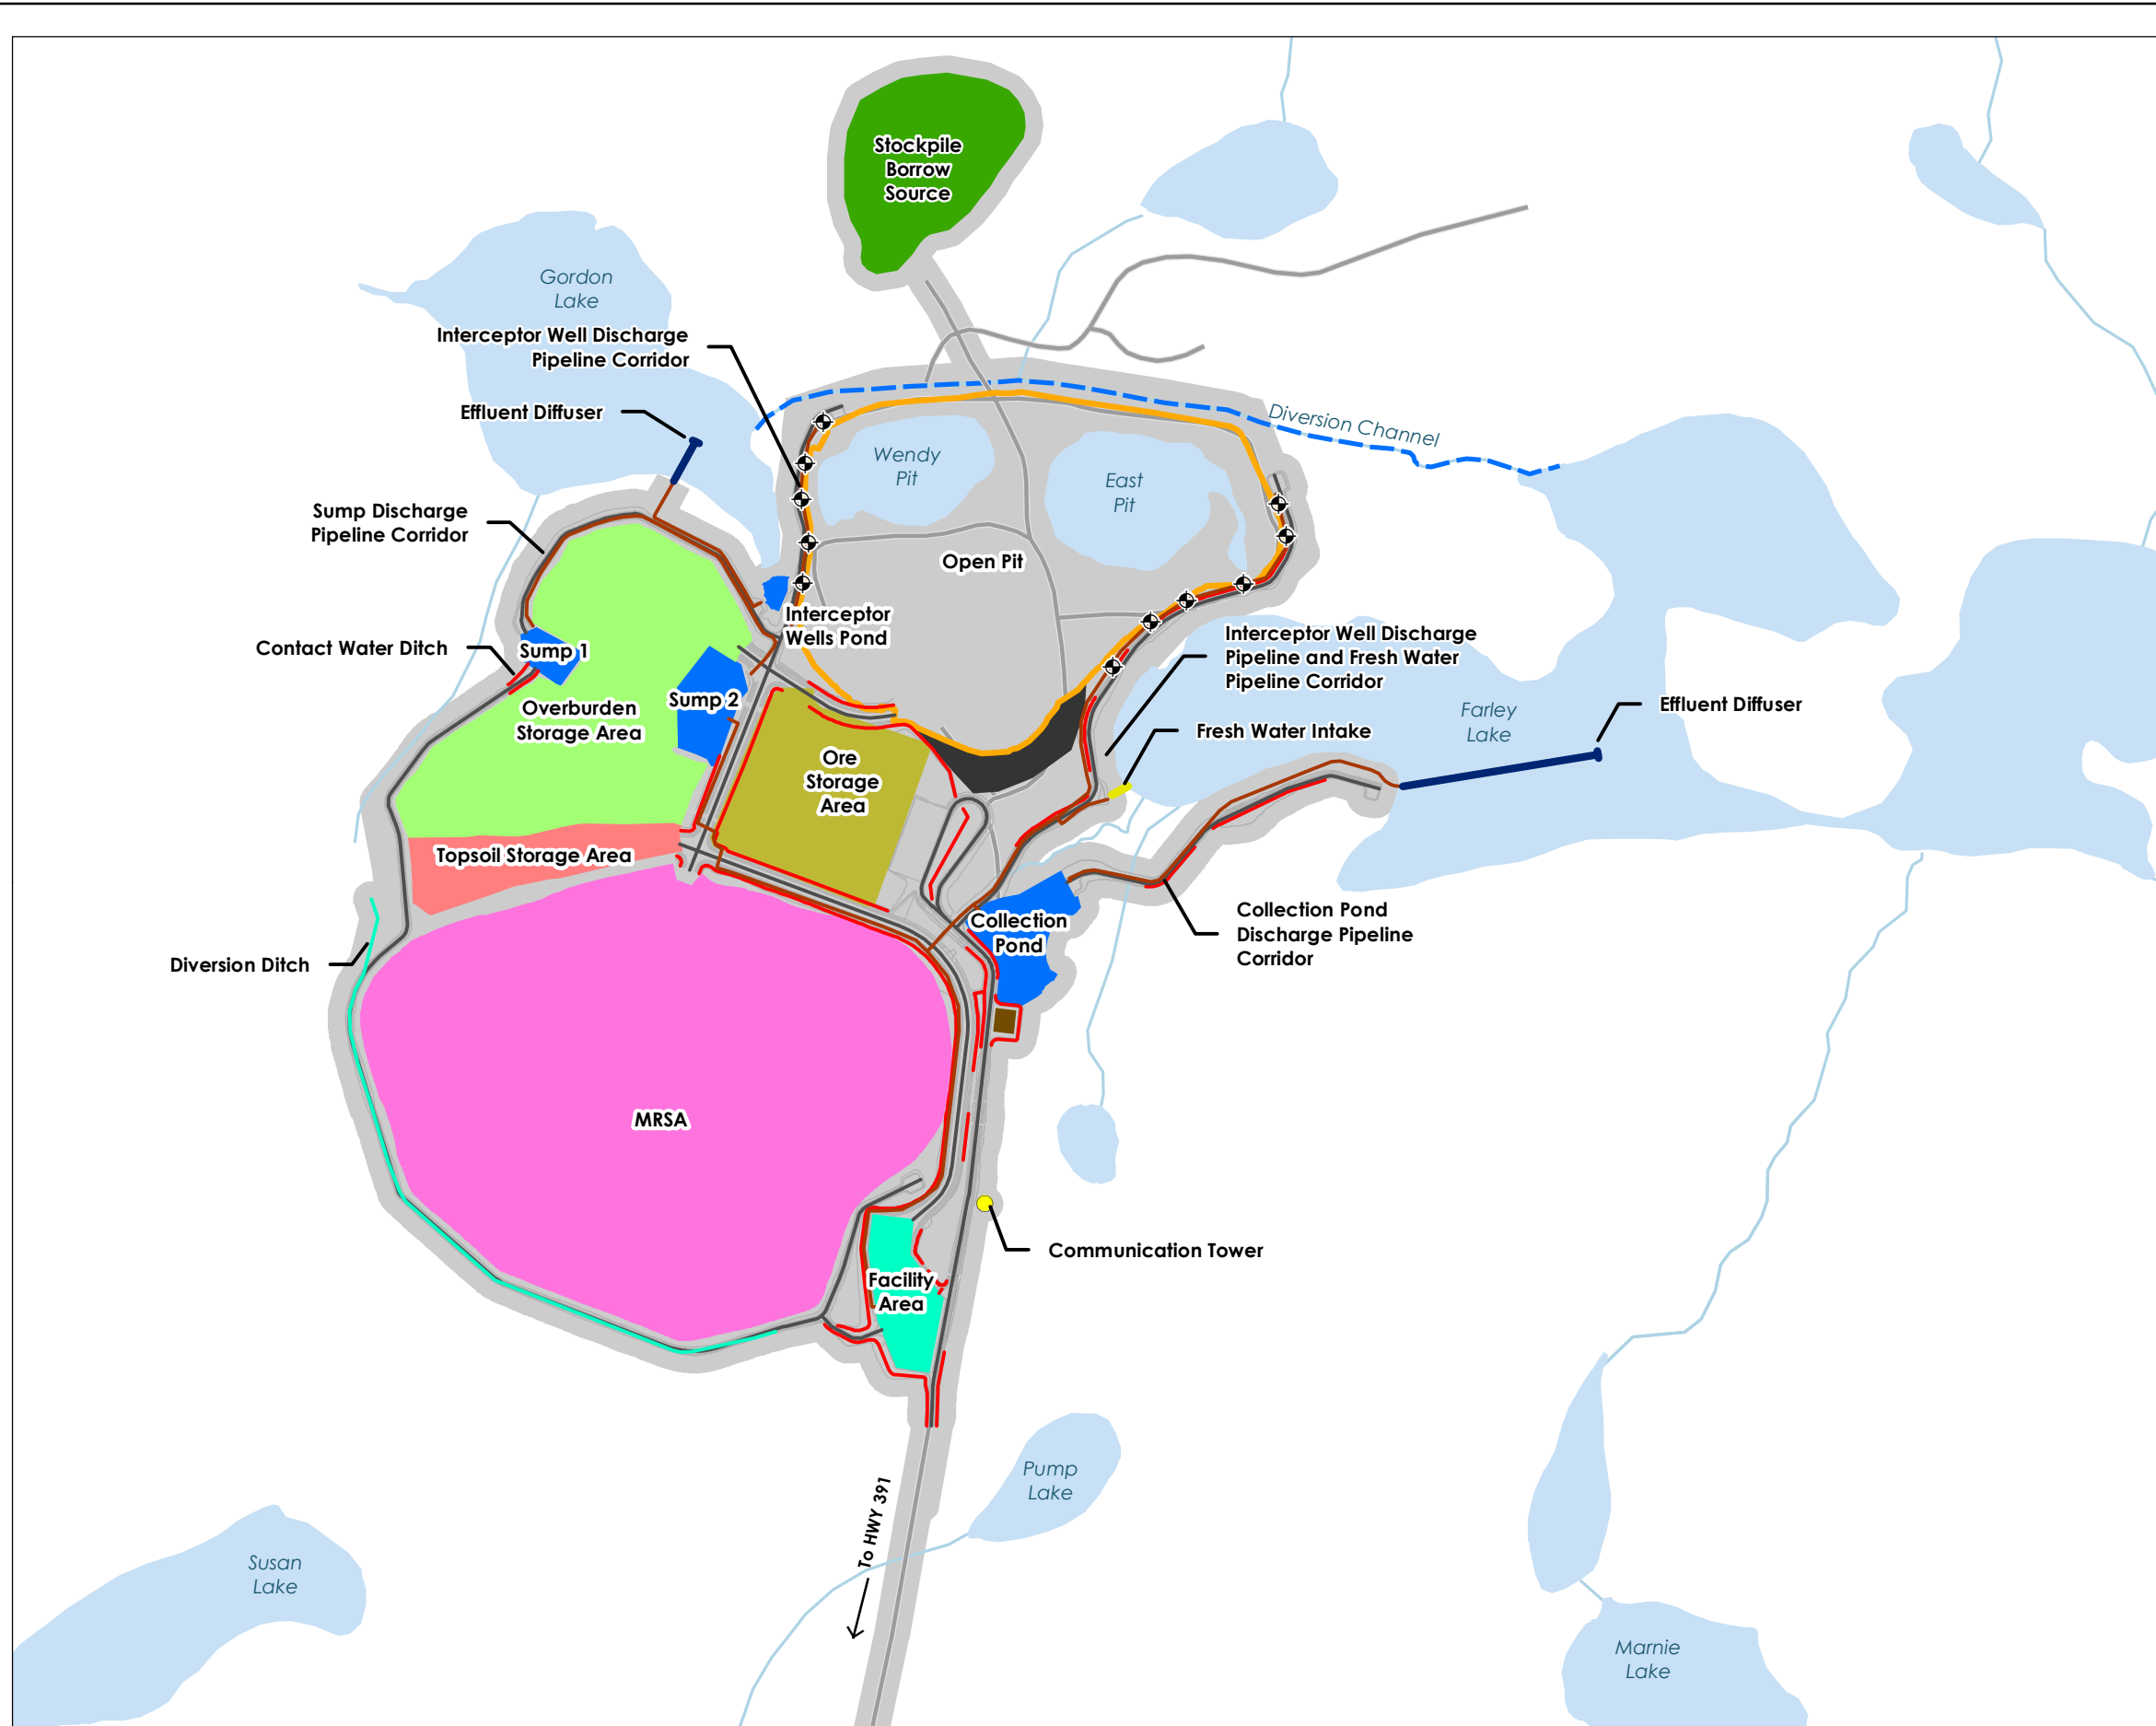 Stockpile
Borrow
Source
Gordon
Lake
Interceptor Well Discharge
Pipeline Corridor
Effluent Diffuser
Diversion Channel
Wendy
Pit
East
Pit
Sump Discharge
Pipeline Corridor
Open Pit
Interceptor
Wells Pond
Interceptor Well Discharge
Pipeline and Fresh Water
Pipeline Corridor
Contact Water Ditch
Sump 1
Sump 2
Overburden
Storage Area
Farley
Lake
Effluent Diffuser
Fresh Water Intake
Ore
Storage
Area
Topsoil Storage Area
Collection
Pond
Collection Pond
Discharge Pipeline
Corridor
Diversion Ditch
MRSA
Communication Tower
Facility
Area
Pump
Lake
To HWY 391
Susan
Lake
Marnie
Lake